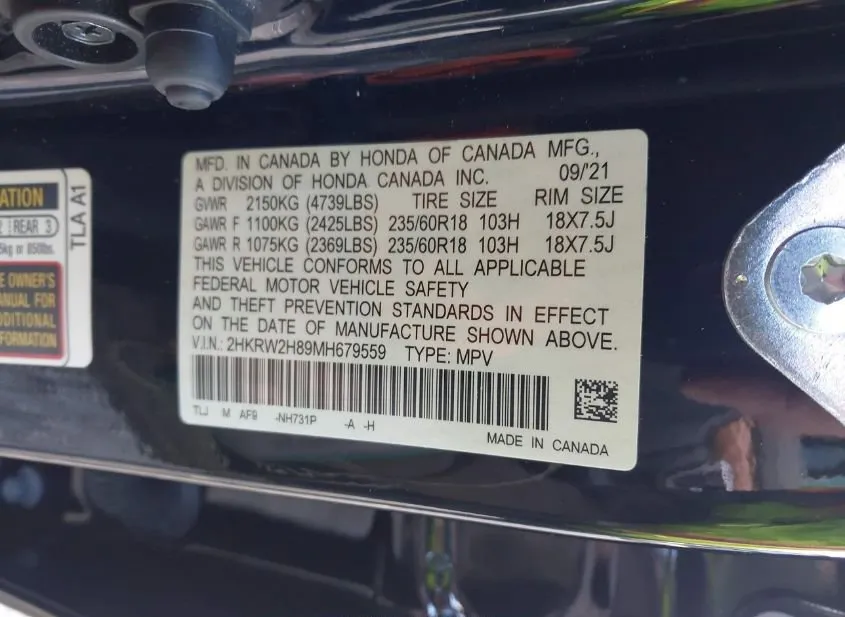 ATION
REAR 3
5kg or 850lbs.
E OWNER'S
ANUAL FOR
DDITIONAL
FORMATION
TLA A1
MFD. IN CANADA BY HONDA OF CANADA MFG.,
A DIVISION OF HONDA CANADA INC. 09/'21
GVWR 2150KG (4739LBS) TIRE SIZE RIM SIZE
GAWR F 1100KG (2425LBS) 235/60R18 103H 18X7.5J
GAWR R 1075KG (2369LBS) 235/60R18 103H 18X7.5J
THIS VEHICLE CONFORMS TO ALL APPLICABLE
FEDERAL MOTOR VEHICLE SAFETY
AND THEFT PREVENTION STANDARDS IN EFFECT
ON THE DATE OF MANUFACTURE SHOWN ABOVE.
V.I.N.: 2HKRW2H89MH679559 TYPE: MPV
TLJ M AF9 -NH731P -A -H
MADE IN CANADA